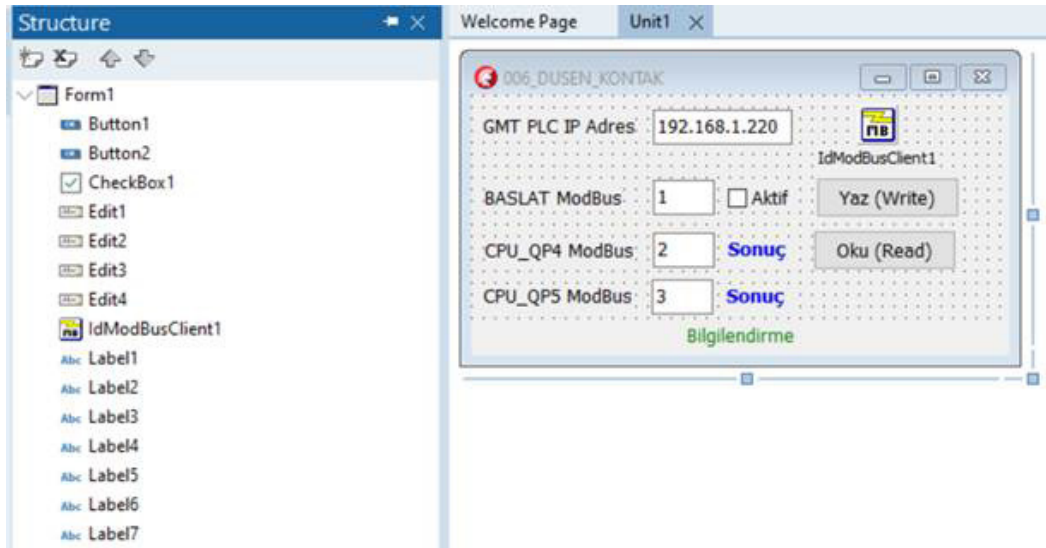 Structure
Form1
Button1
Button2
CheckBox1
Edit1
Edit2
Edit3
Edit4
IdModBusClient1
Label1
Label2
Label3
Label4
Label5
Label6
Label7
Welcome Page Unit1
006_DUSEN_KONTAK
GMT PLC IP Adres 192.168.1.220
IdModBusClient1
BASLAT ModBus 1 Aktif Yaz (Write)
CPU_QP4 ModBus 2 Sonuç Oku (Read)
CPU_QP5 ModBus 3 Sonuç
Bilgilendirme